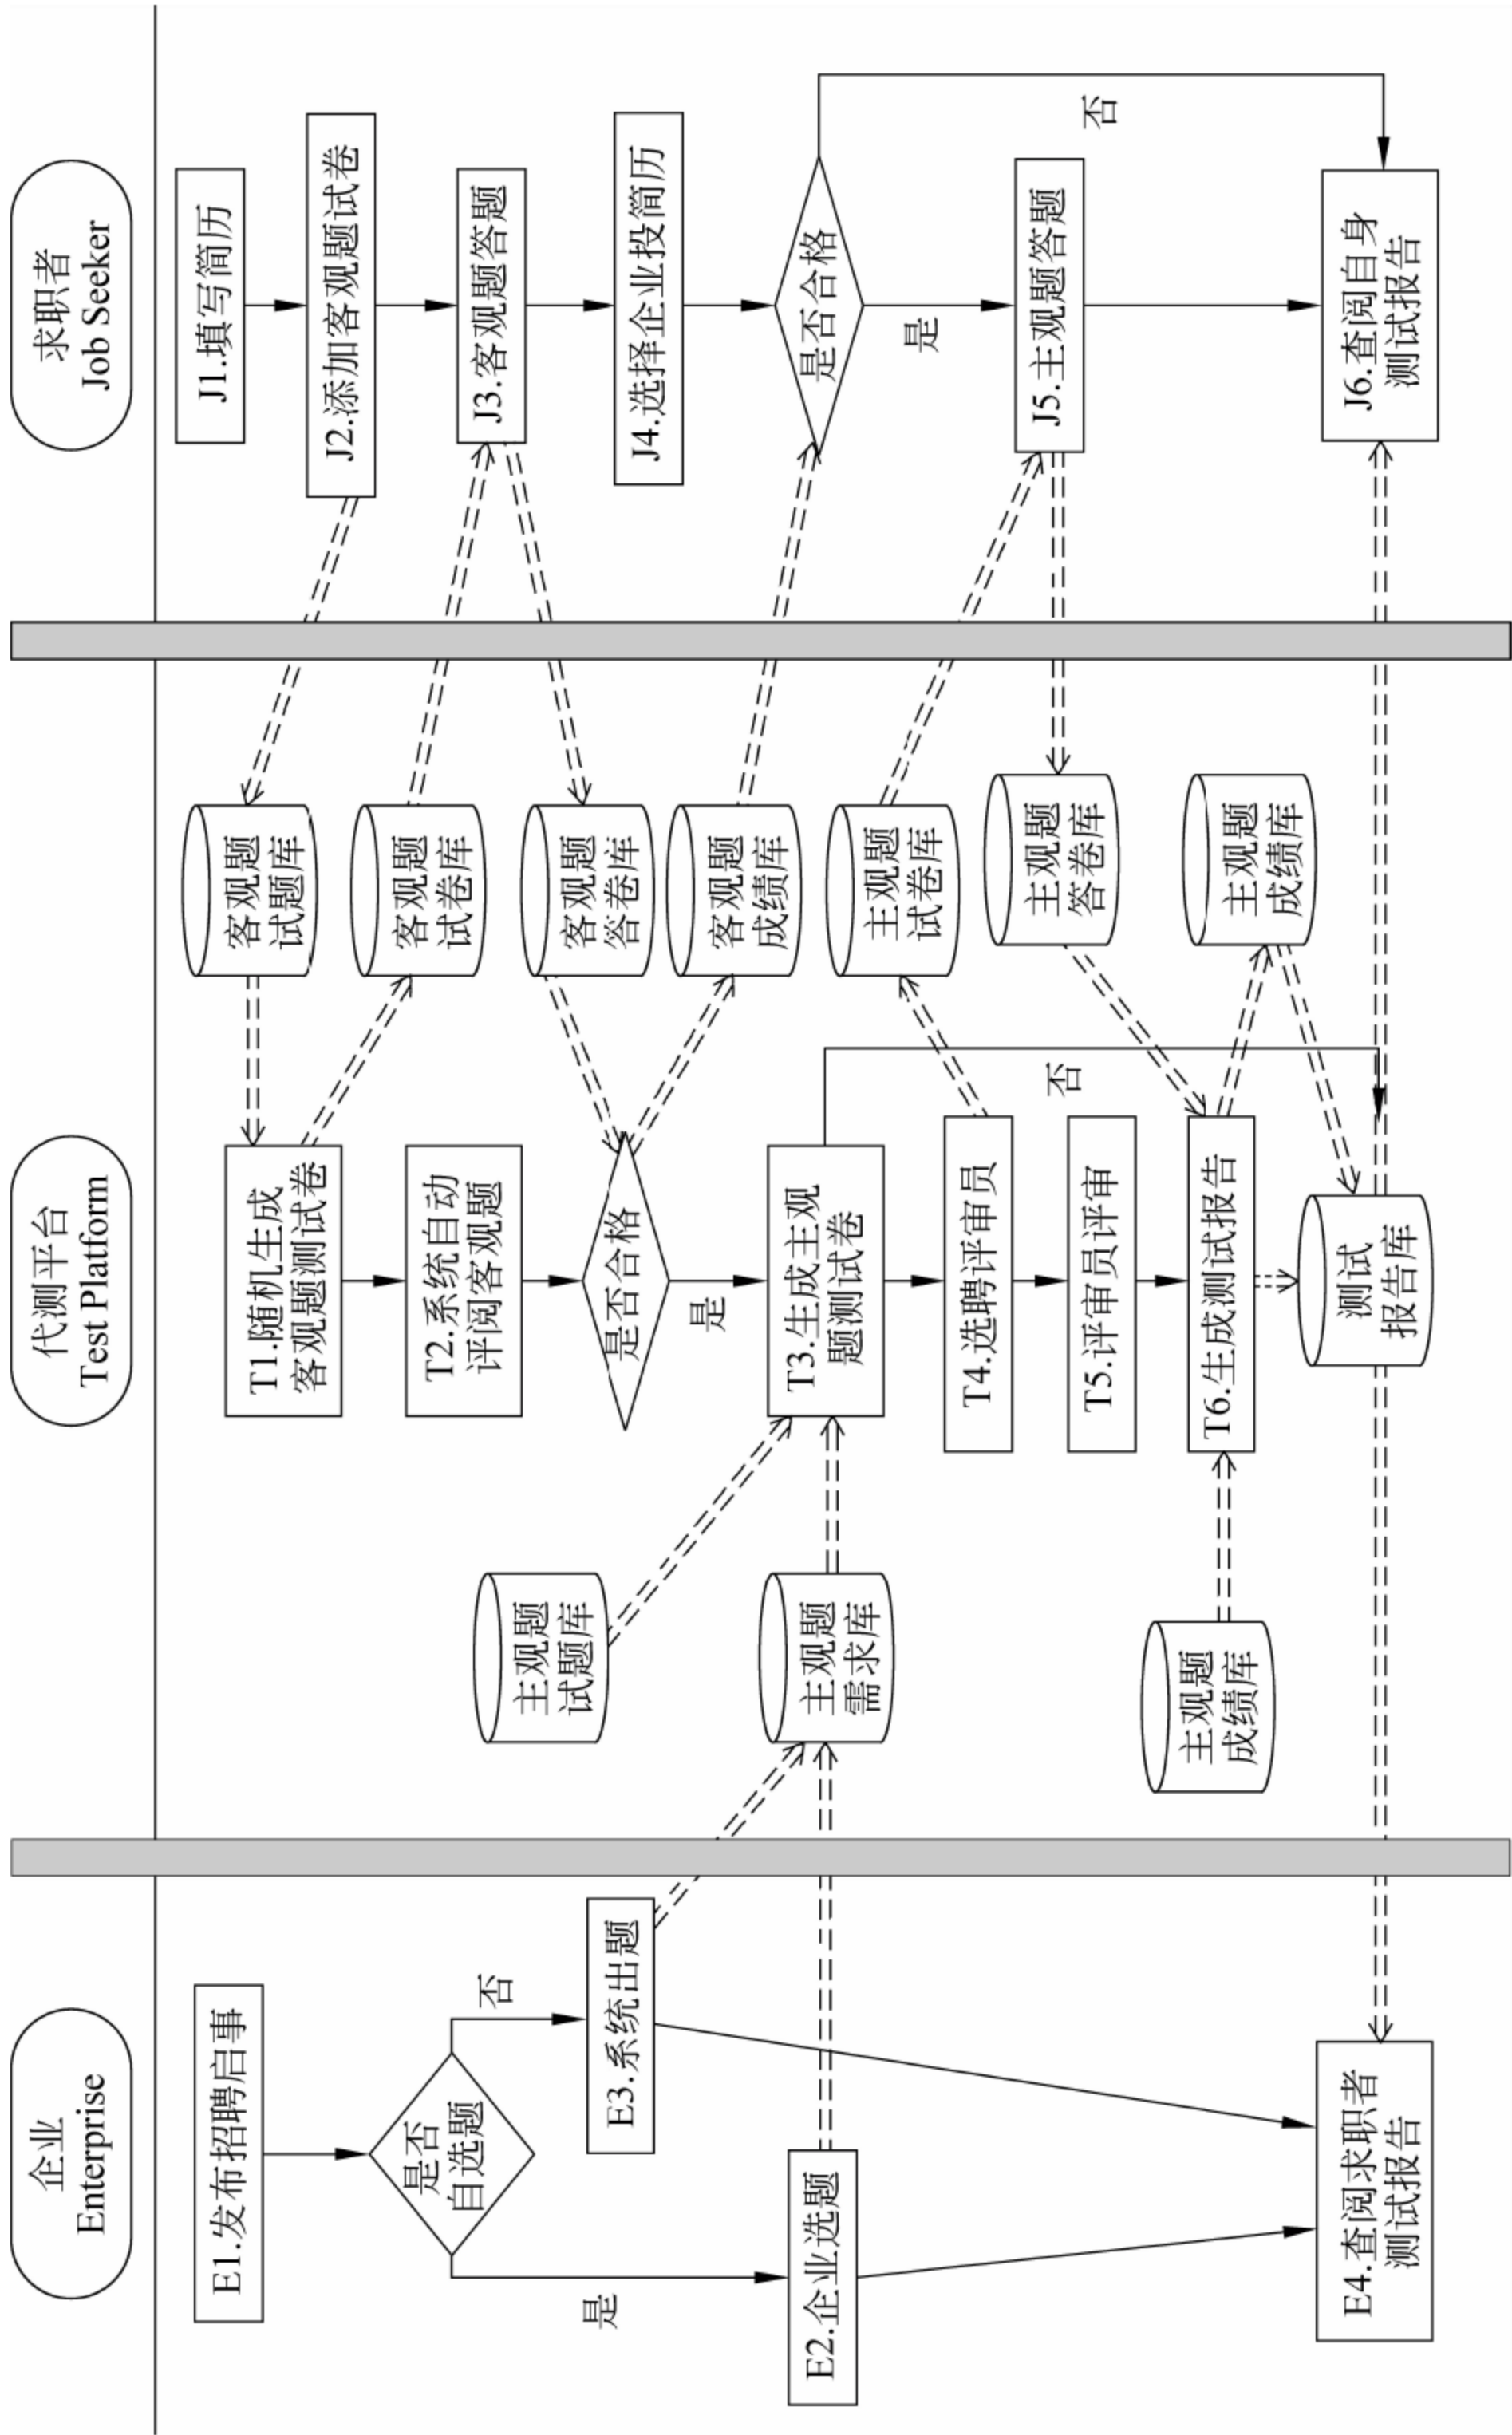 企业
Enterprise
E1.发布招聘启事
是否
自选题
是
否
E2.企业选题
E3.系统出题
E4.查阅求职者
测试报告
代测平台
Test Platform
主观题
试题库
主观题
需求库
主观题
成绩库
T1.随机生成
客观题测试卷
T2.系统自动
评阅客观题
是否合格
是
T3.生成主观
题测试卷
否
T4.选聘评审员
T5.评审员评审
T6.生成测试报告
测试
报告库
客观题
试题库
客观题
试卷库
客观题
答卷库
客观题
成绩库
主观题
试卷库
主观题
答卷库
主观题
成绩库
求职者
Job Seeker
J1.填写简历
J2.添加客观题试卷
J3.客观题答题
J4.选择企业投简历
是否合格
是
否
J5.主观题答题
J6.查阅自身
测试报告